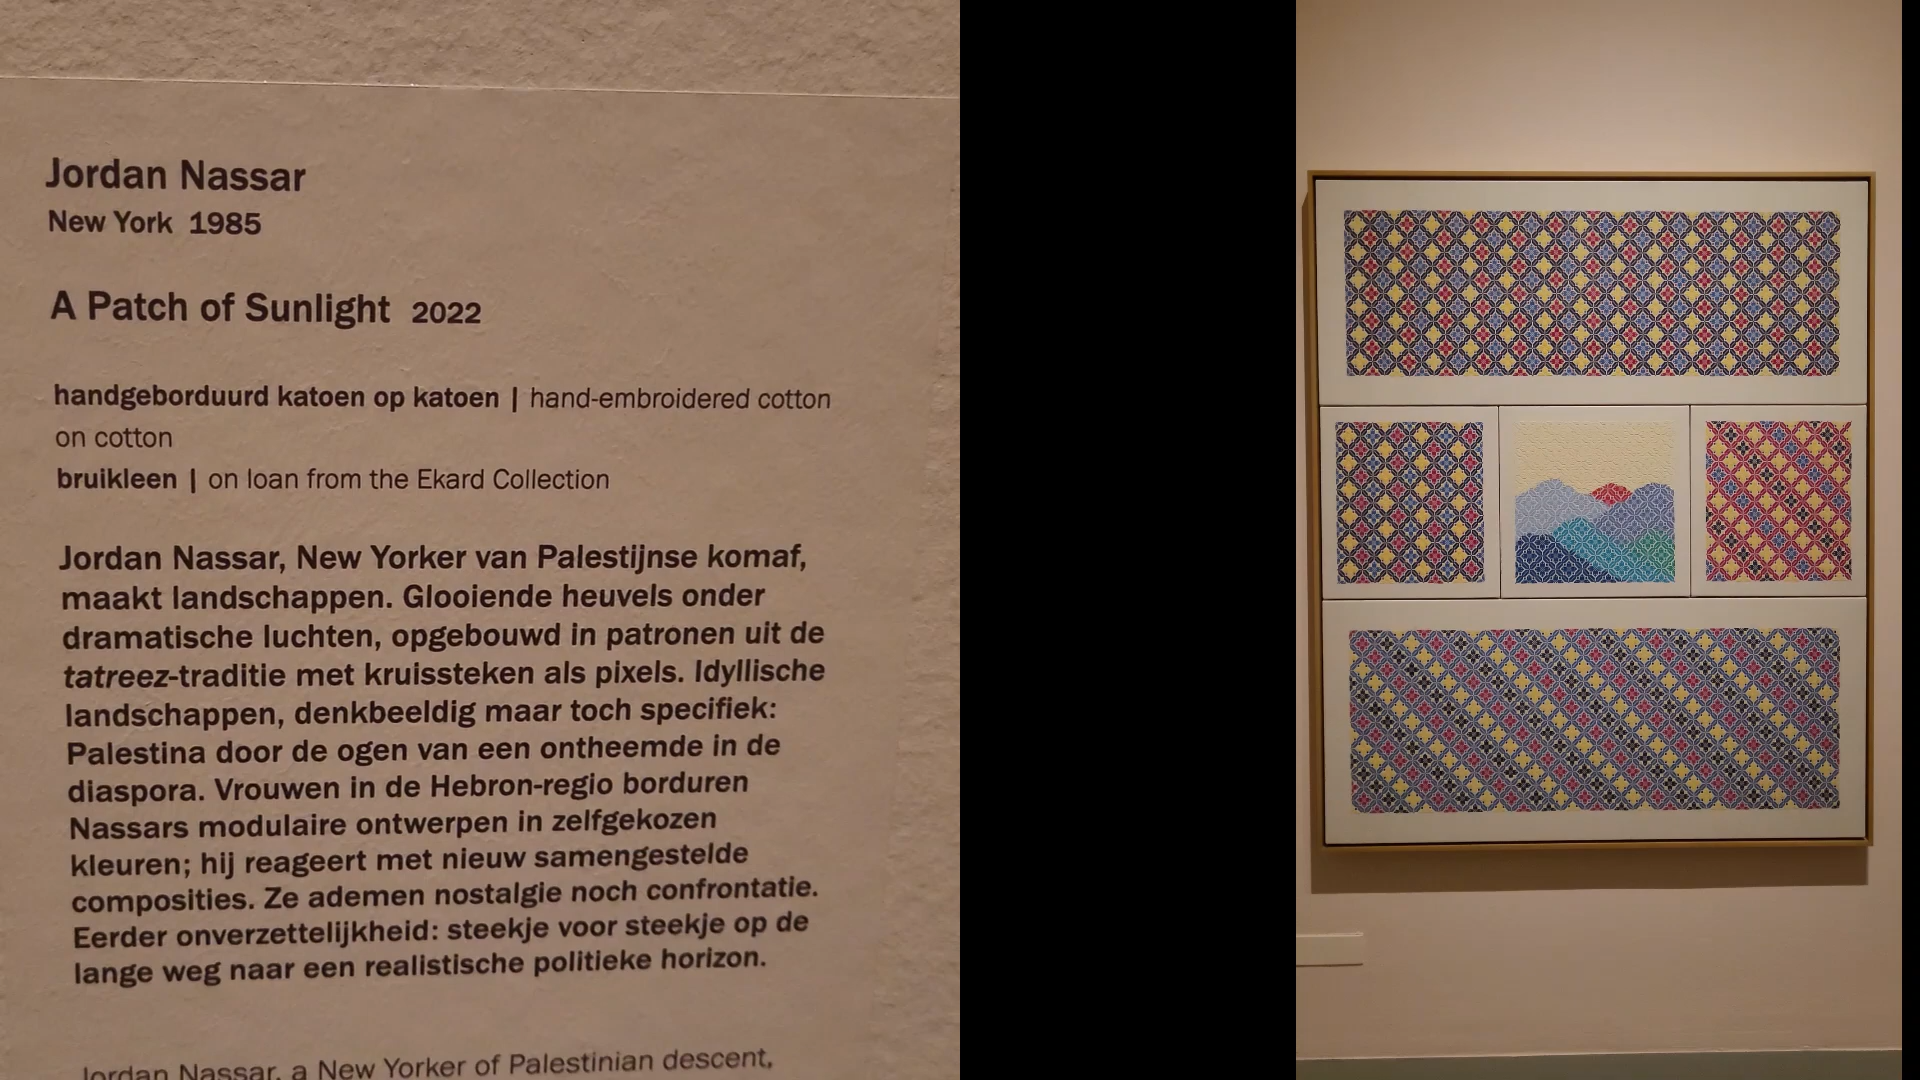 Jordan Nassar
New York 1985
A Patch of Sunlight 2022
handgeborduurd katoen op katoen | hand-embroidered cotton
on cotton
bruikleen | on loan from the Ekard Collection
Jordan Nassar, New Yorker van Palestijnse komaf,
maakt landschappen. Glooiende heuvels onder
dramatische luchten, opgebouwd in patronen uit de
tatreez-traditie met kruissteken als pixels. Idyllische
landschappen, denkbeeldig maar toch specifiek:
Palestina door de ogen van een ontheemde in de
diaspora. Vrouwen in de Hebron-regio borduren
Nassars modulaire ontwerpen in zelfgekozen
kleuren; hij reageert met nieuw samengestelde
composities. Ze ademen nostalgie noch confrontatie.
Eerder onverzettelijkheid: steekje voor steekje op de
lange weg naar een realistische politieke horizon.
Jordan Nassar, a New Yorker of Palestinian descent,